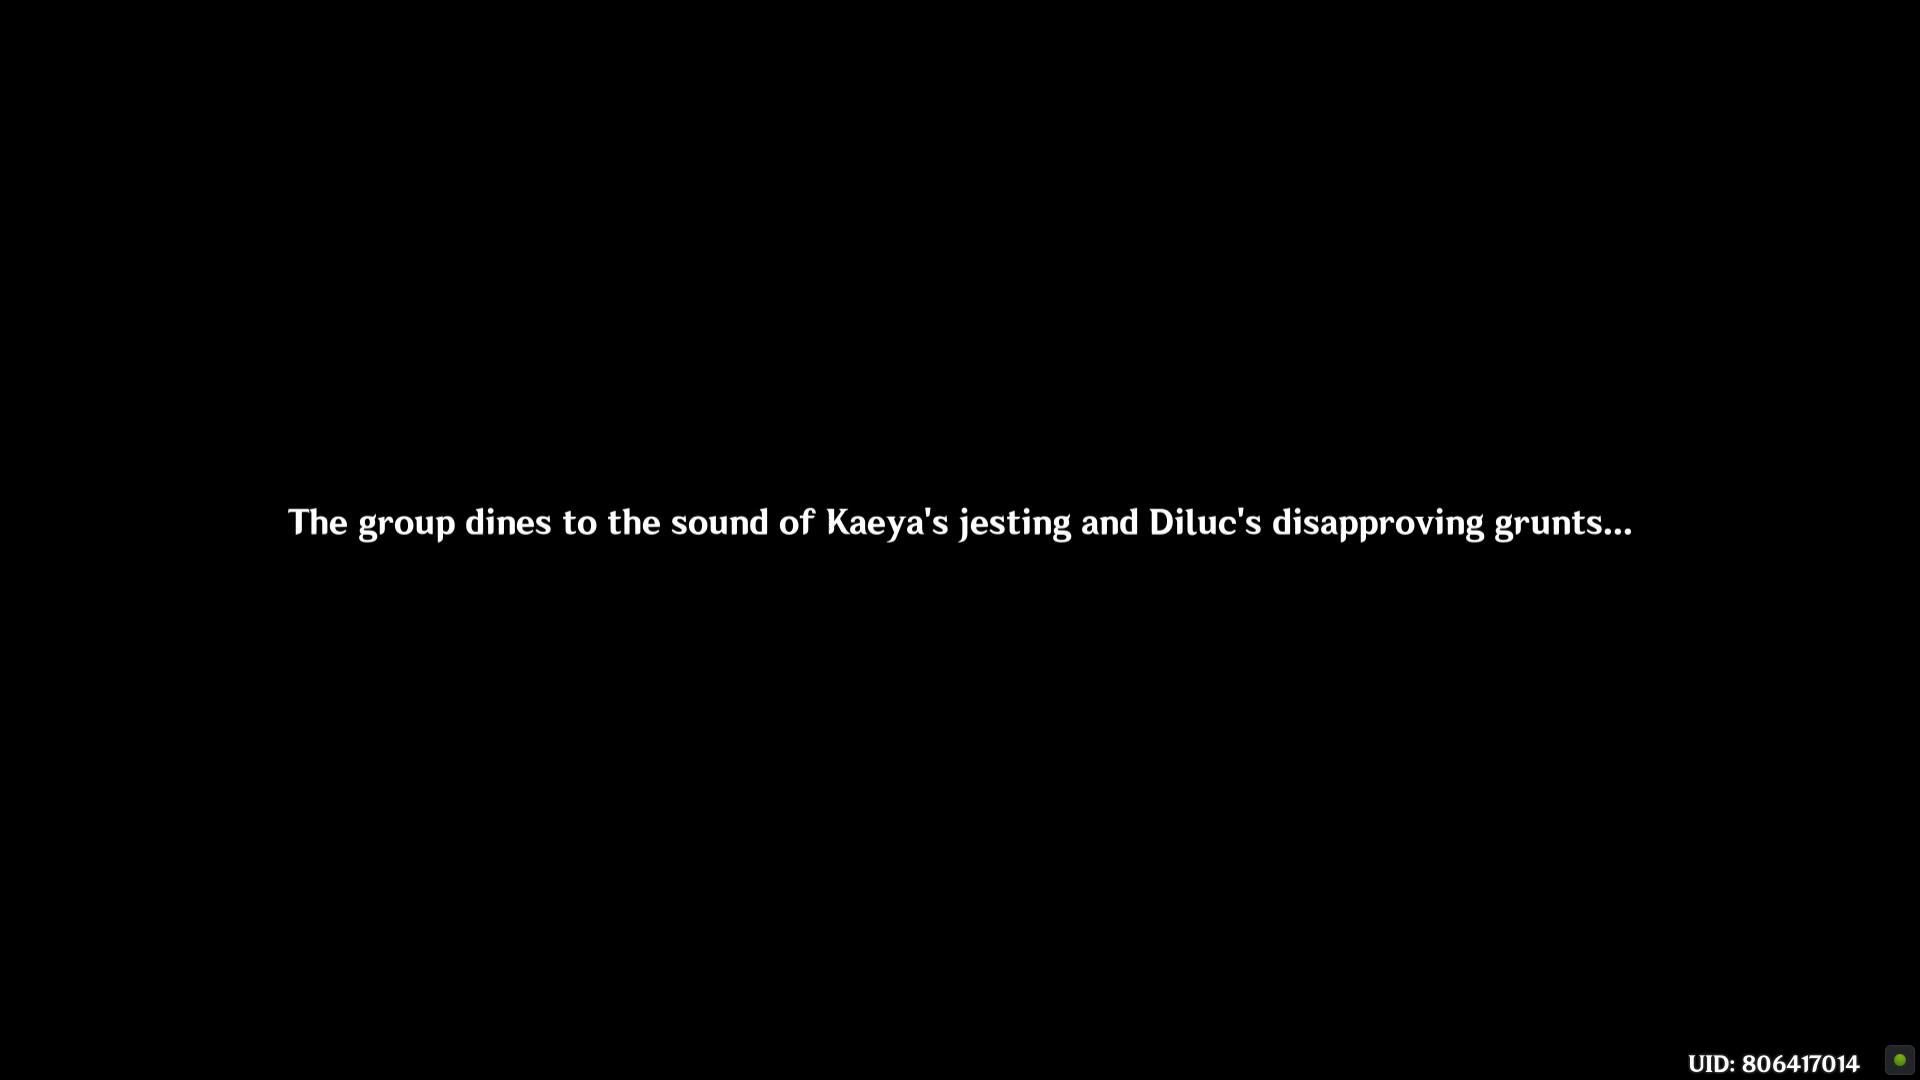 The group dines to the sound of Kaeya's jesting and Diluc's disapproving grunts...
UID: 806417014